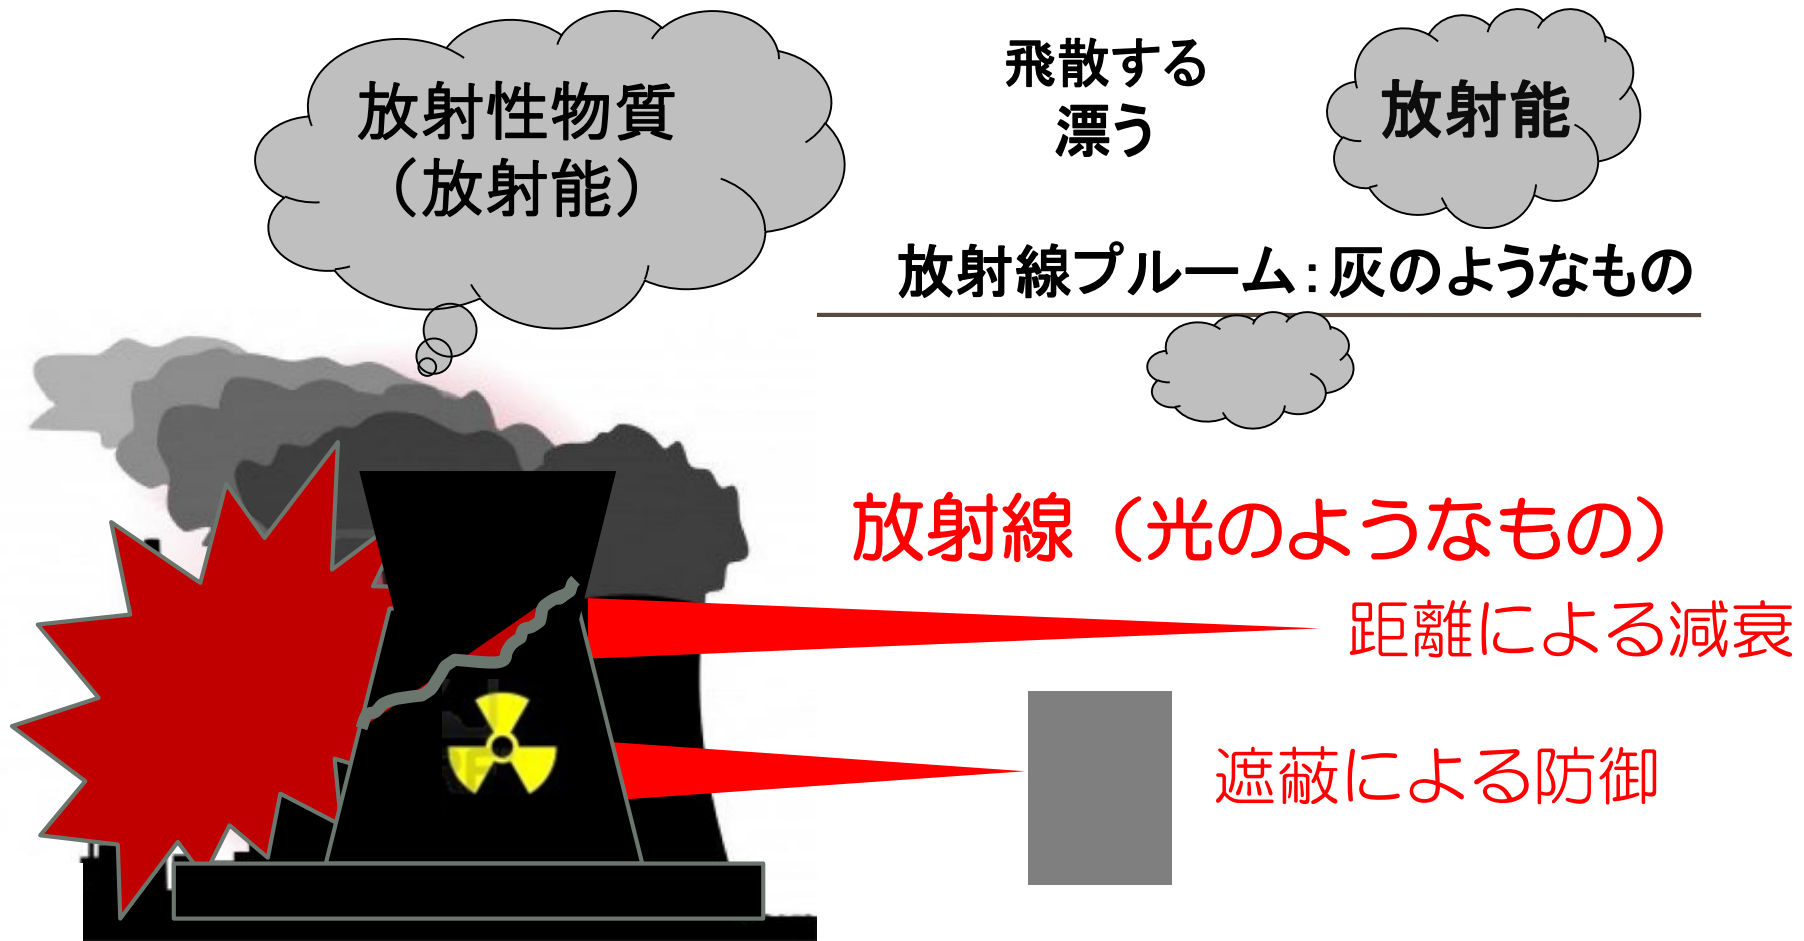 放射性物質
（放射能）
飛散する
漂う
放射能
放射線プルーム：灰のようなもの
放射線（光のようなもの）
距離による減衰
遮蔽による防御